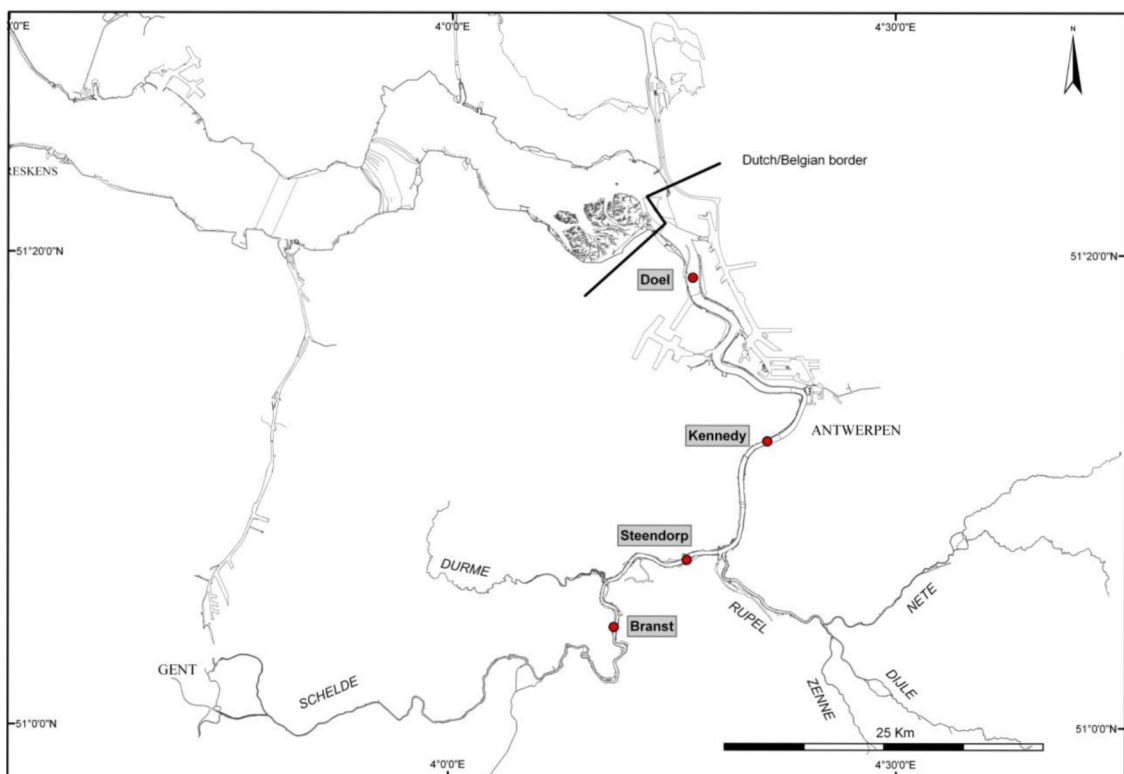 0'0"E
4°0'0"E
4°30'0"E
N
Dutch/Belgian border
RESKENS
51°20'0"N
51°20'0"N
Doel
Kennedy
ANTWERPEN
Steendorp
DURME
NETE
RUPEL
Branst
GENT
SCHELDE
ZENNE
DIJLE
51°0'0"N
51°0'0"N
25 Km
4°0'0"E
4°30'0"E